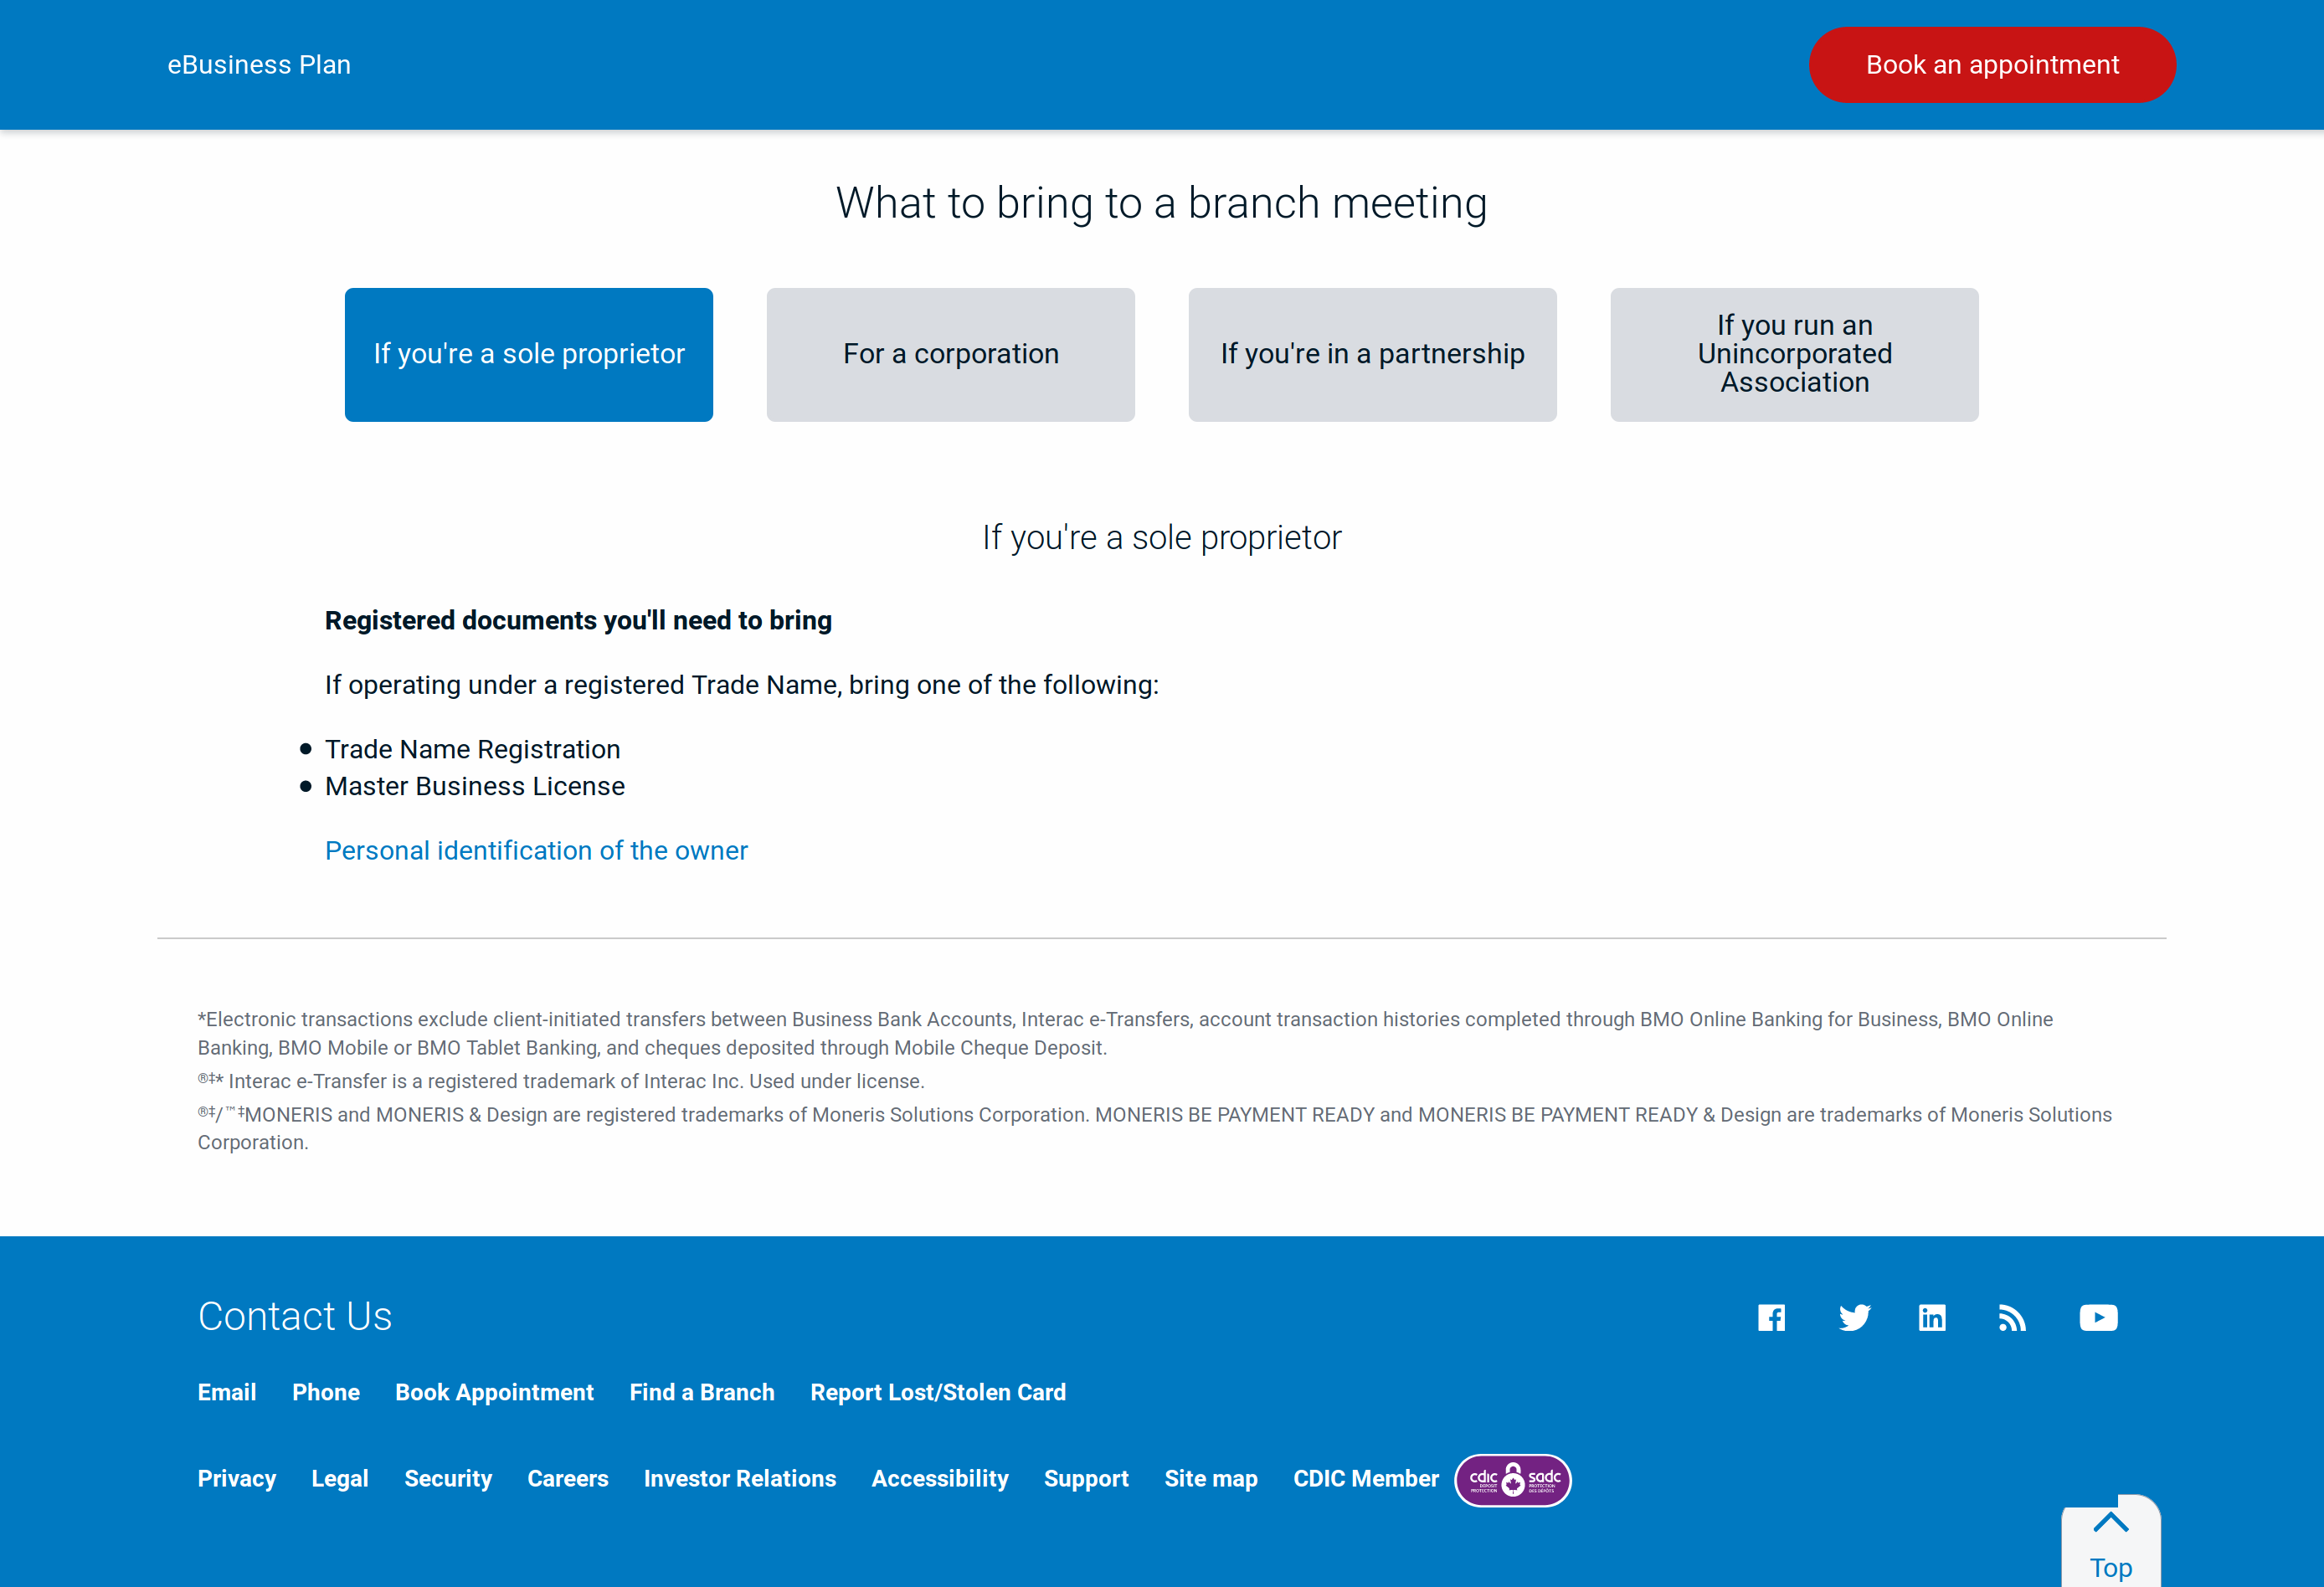 eBusiness Plan
Book an appointment
What to bring to a branch meeting
If you're a sole proprietor
For a corporation
If you're in a partnership
If you run an
Unincorporated
Association
If you're a sole proprietor
Registered documents you'll need to bring
If operating under a registered Trade Name, bring one of the following:
Trade Name Registration
Master Business License
Personal identification of the owner
*Electronic transactions exclude client-initiated transfers between Business Bank Accounts, Interac e-Transfers, account transaction histories completed through BMO Online Banking for Business, BMO Online
Banking, BMO Mobile or BMO Tablet Banking, and cheques deposited through Mobile Cheque Deposit.
®‡* Interac e-Transfer is a registered trademark of Interac Inc. Used under license.
®‡/™‡MONERIS and MONERIS & Design are registered trademarks of Moneris Solutions Corporation. MONERIS BE PAYMENT READY and MONERIS BE PAYMENT READY & Design are trademarks of Moneris Solutions
Corporation.
Contact Us
Email Phone Book Appointment Find a Branch Report Lost/Stolen Card
Privacy Legal Security Careers Investor Relations Accessibility Support Site map CDIC Member
cdic sadc
DEPOSIT PROTECTION
PROTECTION DES DÉPÔTS
Top